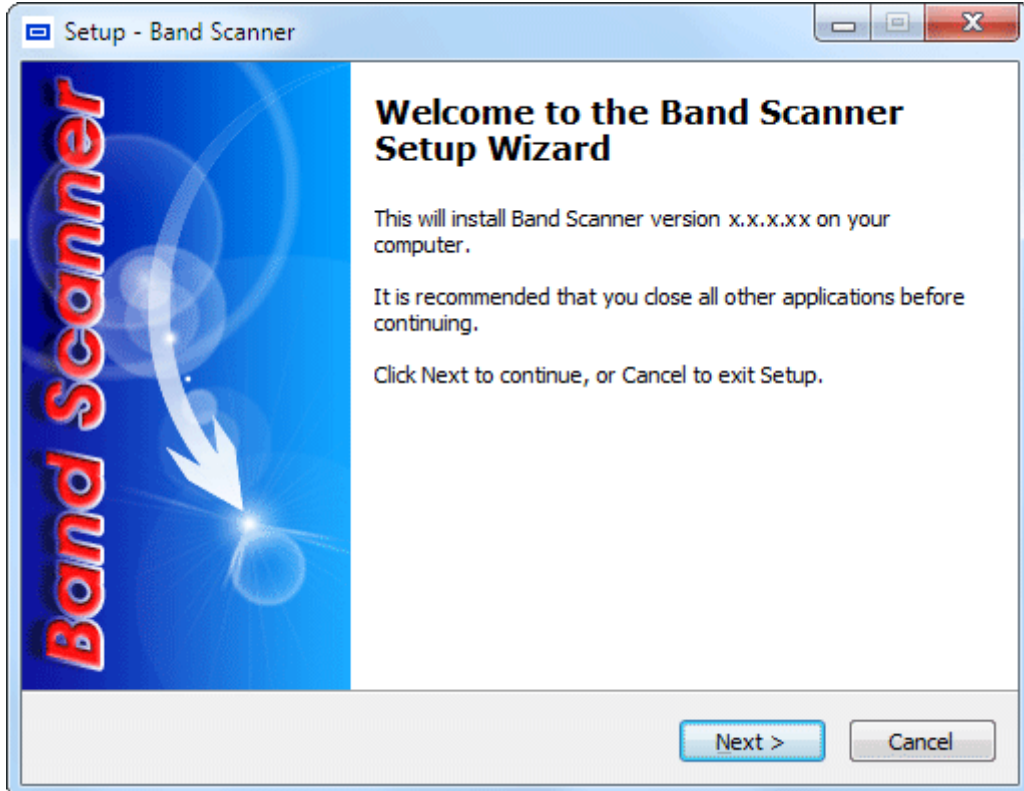 Setup - Band Scanner
Band Scanner
Welcome to the Band Scanner
Setup Wizard
This will install Band Scanner version x.x.x.xx on your
computer.
It is recommended that you close all other applications before
continuing.
Click Next to continue, or Cancel to exit Setup.
Next >
Cancel